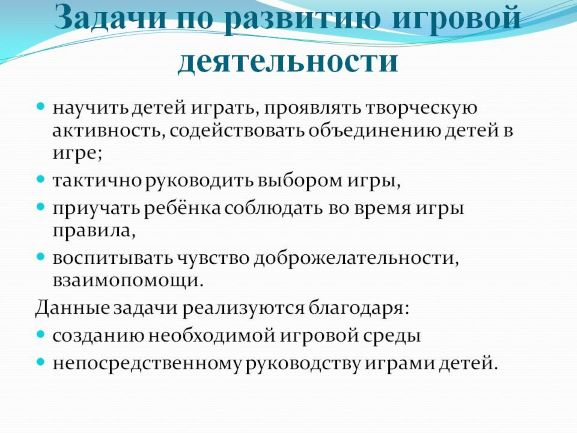 Задачи по развитию игровой
деятельности
научить детей играть, проявлять творческую
активность, содействовать объединению детей в
игре;
тактично руководить выбором игры,
приучать ребёнка соблюдать во время игры
правила,
воспитывать чувство доброжелательности,
взаимопомощи.
Данные задачи реализуются благодаря:
созданию необходимой игровой среды
непосредственному руководству играми детей.